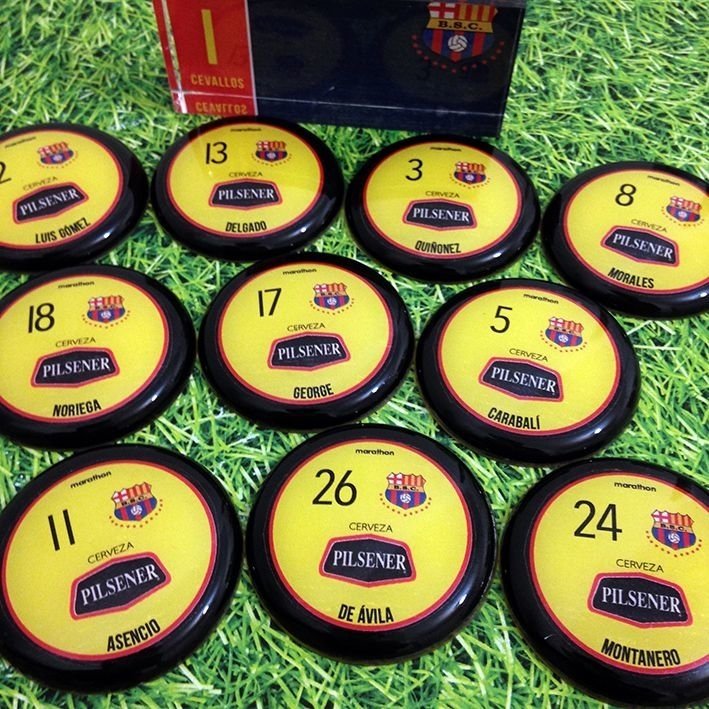 1
CEVALLOS
CEVALLOS
B.S.C.
3
2
CERVEZA
PILSENER
LUIS GÓMEZ
marathon
13
CERVEZA
PILSENER
DELGADO
marathon
3
CERVEZA
PILSENER
QUIÑONEZ
marathon
8
CERVEZA
PILSENER
MORALES
marathon
18
CERVEZA
PILSENER
NORIEGA
marathon
17
CERVEZA
PILSENER
GEORGE
marathon
5
CERVEZA
PILSENER
CARABALÍ
marathon
11
B.S.C.
CERVEZA
PILSENER
ASENCIO
marathon
26
B.S.C.
CERVEZA
PILSENER
DE ÁVILA
marathon
24
B.S.C.
CERVEZA
PILSENER
MONTANERO